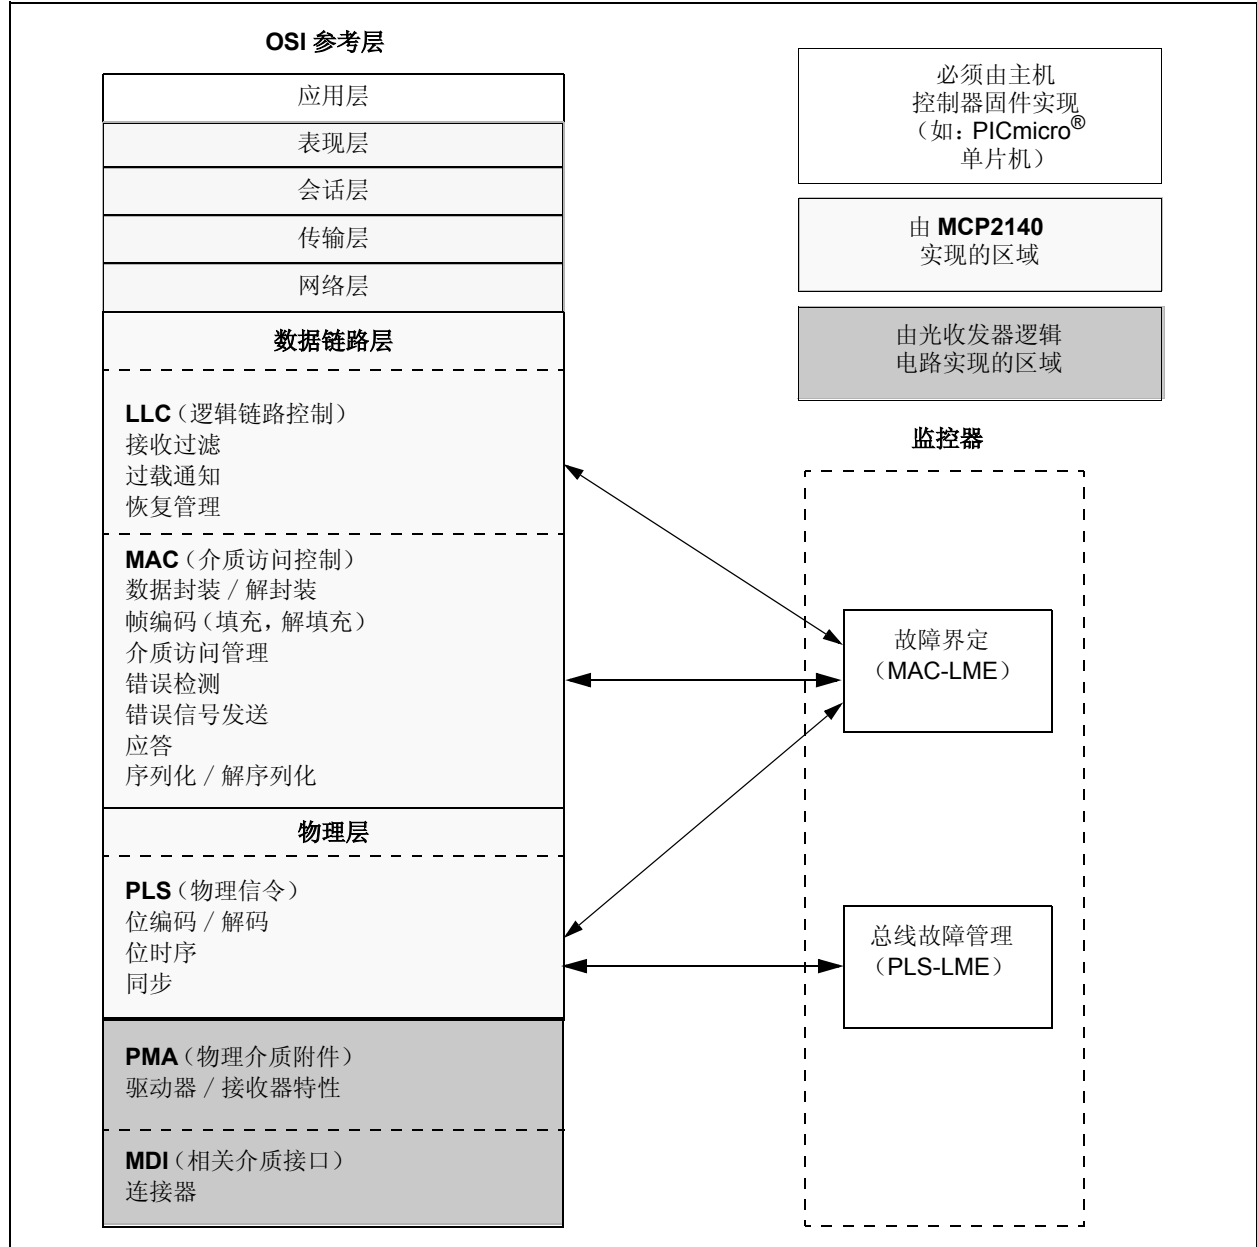 OSI 参考层
应用层
表现层
会话层
传输层
网络层
数据链路层
LLC（逻辑链路控制）
接收过滤
过载通知
恢复管理
MAC（介质访问控制）
数据封装 / 解封装
帧编码（填充，解填充）
介质访问管理
错误检测
错误信号发送
应答
序列化 / 解序列化
物理层
PLS（物理信令）
位编码 / 解码
位时序
同步
PMA（物理介质附件）
驱动器 / 接收器特性
MDI（相关介质接口）
连接器
必须由主机
控制器固件实现
（如：PICmicro®
单片机）
由 MCP2140
实现的区域
由光收发器逻辑
电路实现的区域
监控器
故障界定
（MAC-LME）
总线故障管理
（PLS-LME）